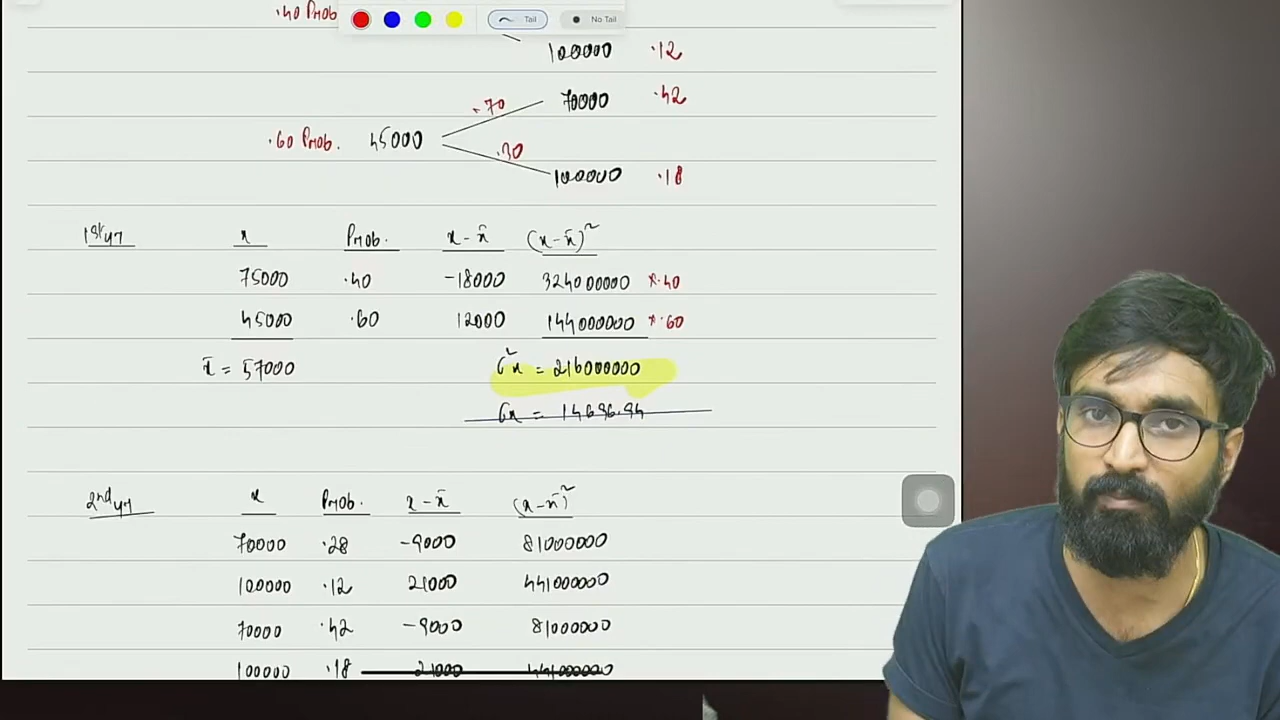 .40 Prob
Tail No Tail
100000 .12
.70 70000 .42
.60 Prob. 45000
.30
100000 .18
1st yr x Prob. x - x̄ (x - x̄)²
75000 .40 -18000 324000000 × .40
45000 .60 12000 144000000 × .60
x̄ = 57000 σ²x = 216000000
σx = 14696.94
2nd yr x Prob. x - x̄ (x - x̄)²
70000 .28 -9000 81000000
100000 .12 21000 441000000
70000 .42 -9000 81000000
100000 .18 21000 441000000